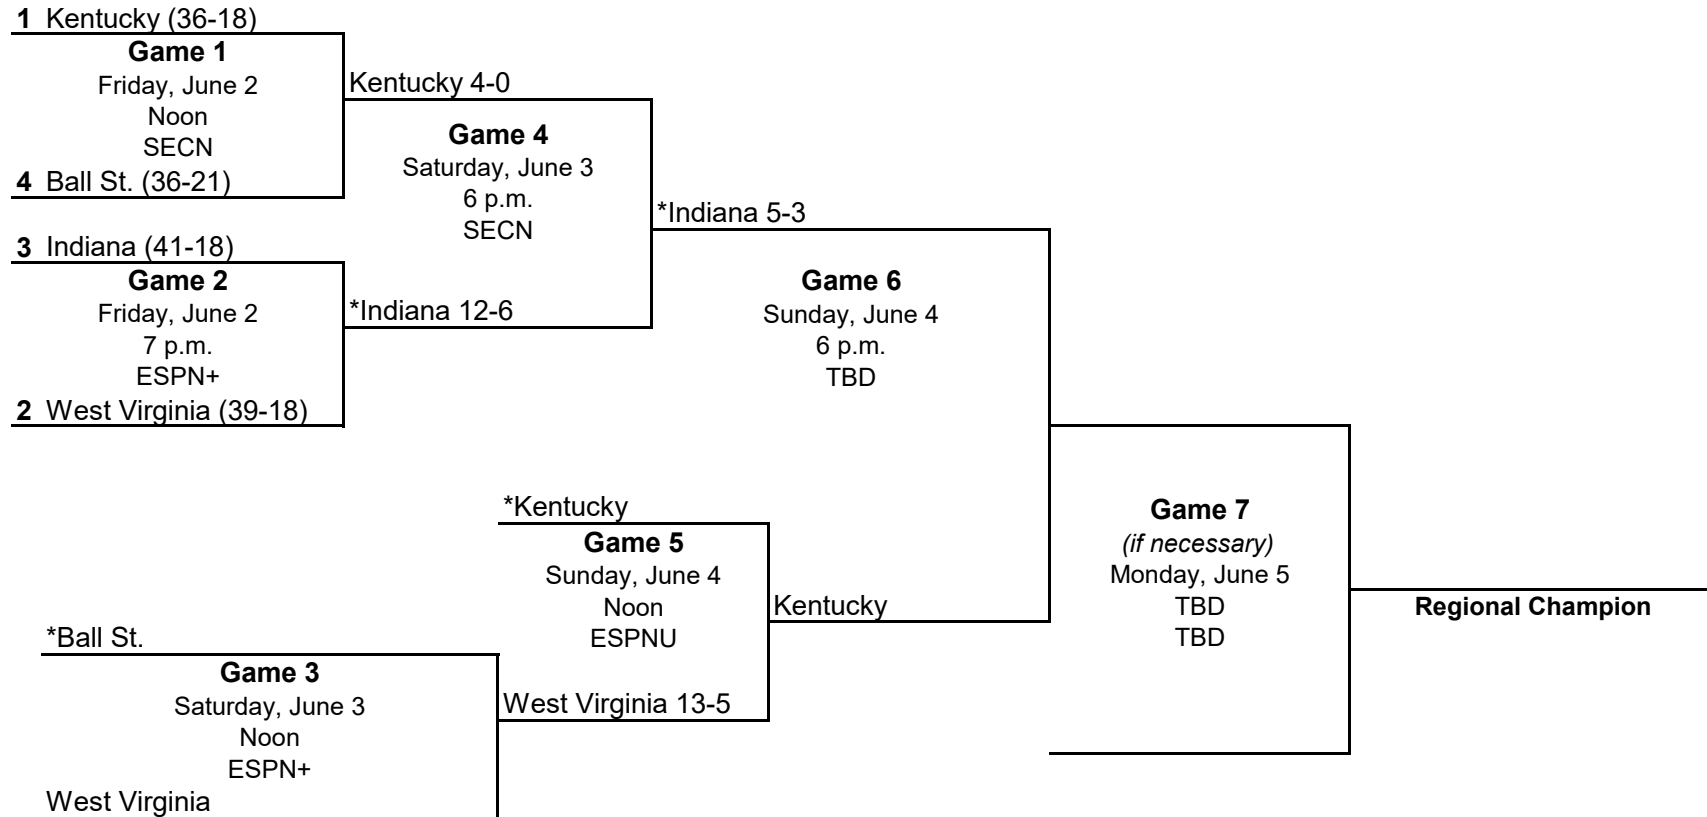 1 Kentucky (36-18)
Game 1
Friday, June 2
Noon
SECN
4 Ball St. (36-21)
3 Indiana (41-18)
Game 2
Friday, June 2
7 p.m.
ESPN+
2 West Virginia (39-18)
Kentucky 4-0
Game 4
Saturday, June 3
6 p.m.
SECN
*Indiana 12-6
*Indiana 5-3
Game 6
Sunday, June 4
6 p.m.
TBD
*Kentucky
Game 5
Sunday, June 4
Noon
ESPNU
West Virginia 13-5
Kentucky
*Ball St.
Game 3
Saturday, June 3
Noon
ESPN+
West Virginia
Game 7
(if necessary)
Monday, June 5
TBD
TBD
Regional Champion